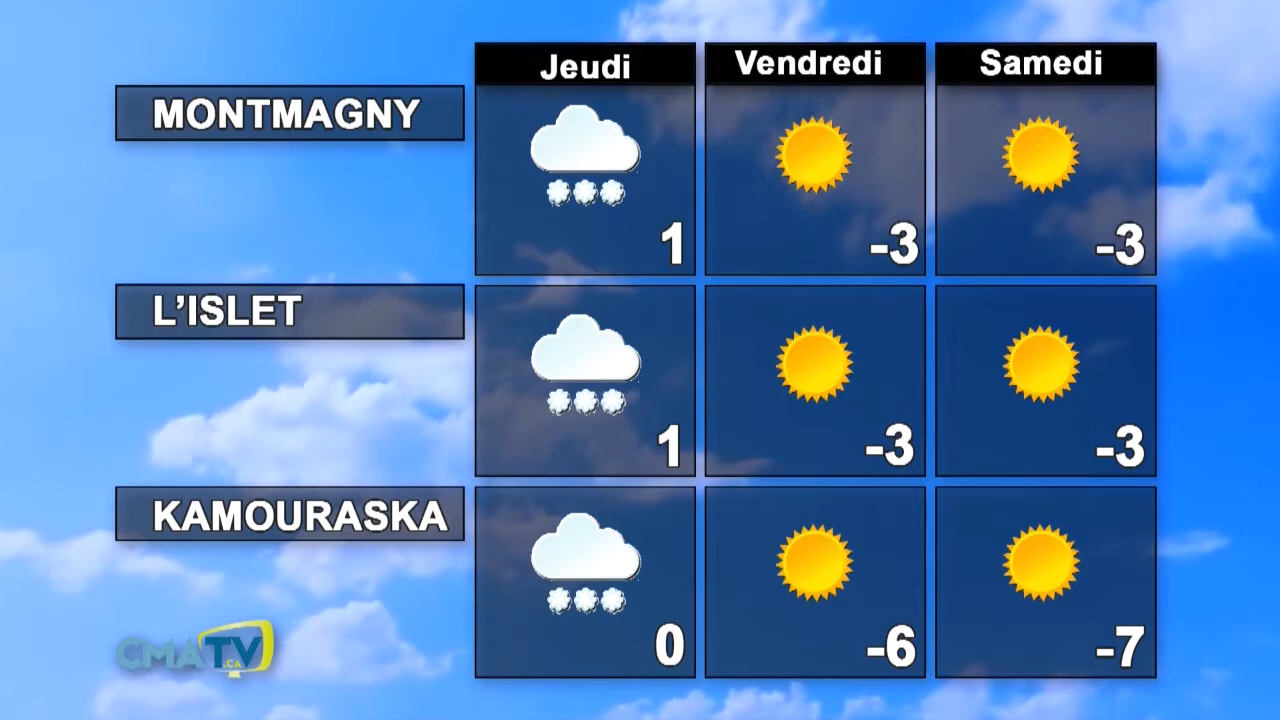 Jeudi Vendredi Samedi
MONTMAGNY
1 -3 -3
L'ISLET
1 -3 -3
KAMOURASKA
0 -6 -7
CMATV
.CA